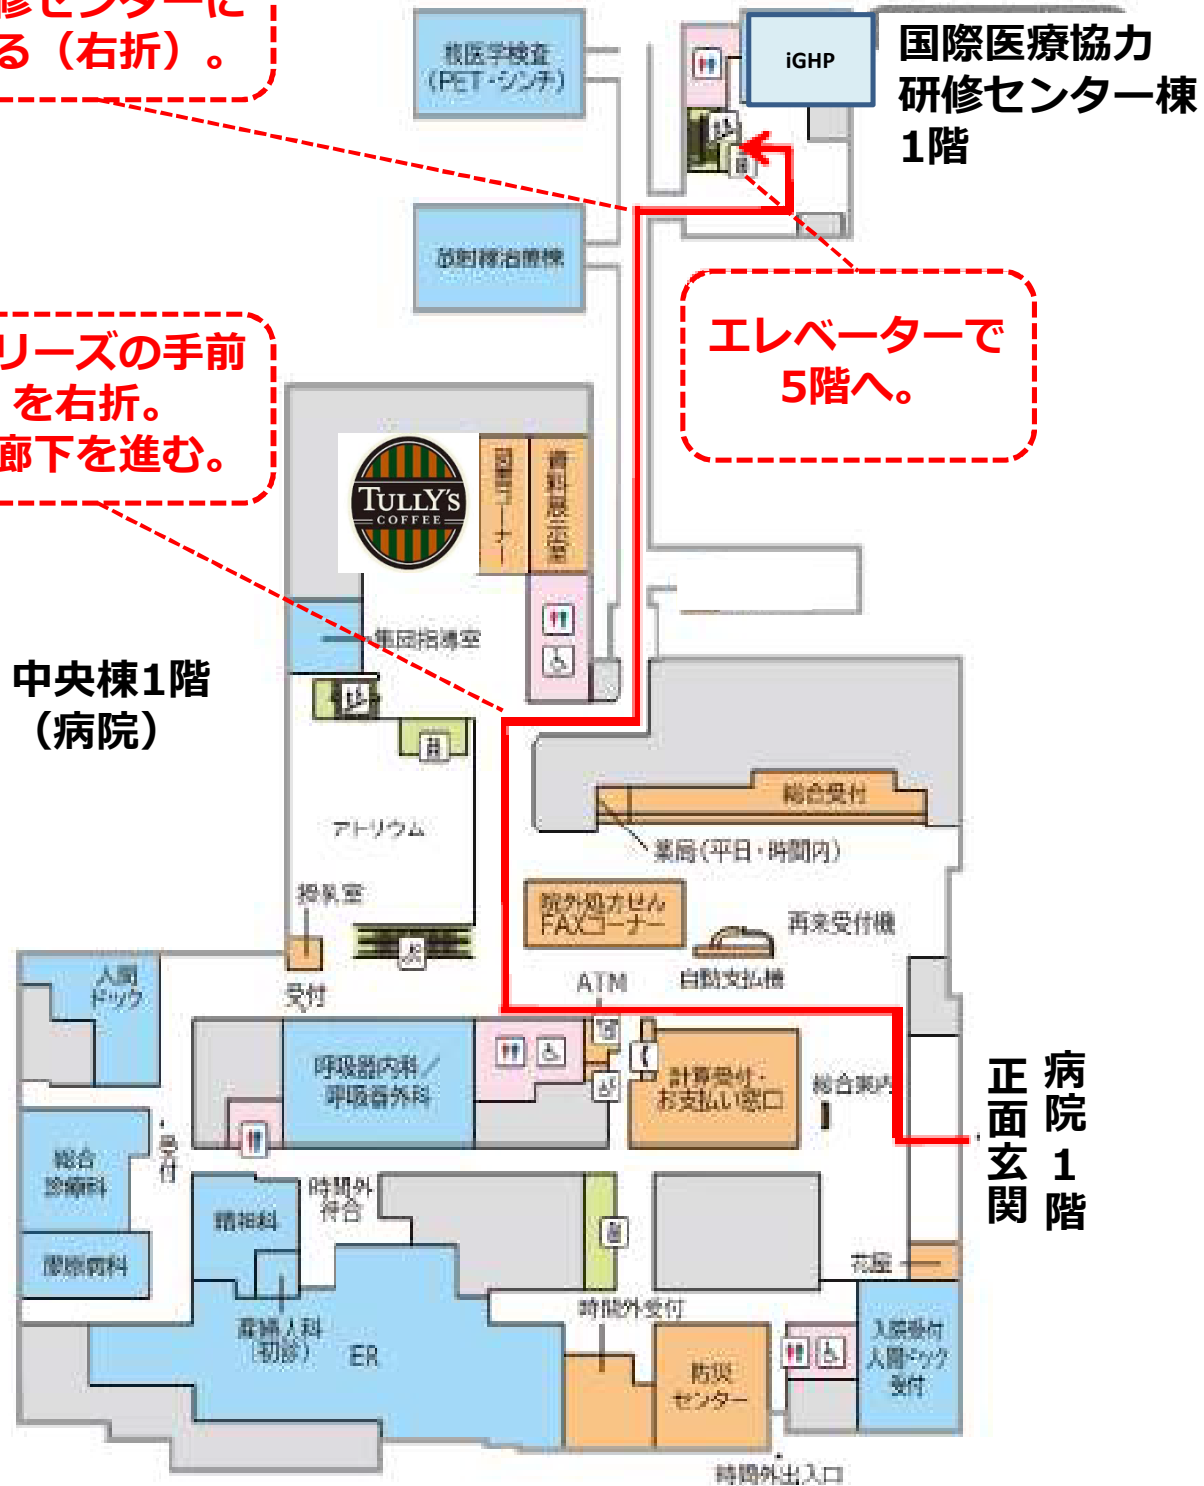 修センターに
る（右折）。
核医学検査
（PET・シンチ）
iGHP
国際医療協力
研修センター棟
1階
放射線治療棟
エレベーターで
5階へ。
リーズの手前
を右折。
廊下を進む。
TULLY'S
COFFEE
図書コーナー
資料展示室
集団指導室
中央棟1階
（病院）
総合受付
アトリウム
薬局（平日・時間内）
授乳室
院外処方せん
FAXコーナー
再来受付機
自動支払機
ATM
人間
ドック
受付
呼吸器内科／
呼吸器外科
計算受付・
お支払い窓口
総合案内
病院1階
正面玄関
総合
診療科
受付
精神科
時間外
待合
膠原病科
花屋
産婦人科
（初診）
ER
時間外受付
防災
センター
入院受付
人間ドック
受付
時間外出入口